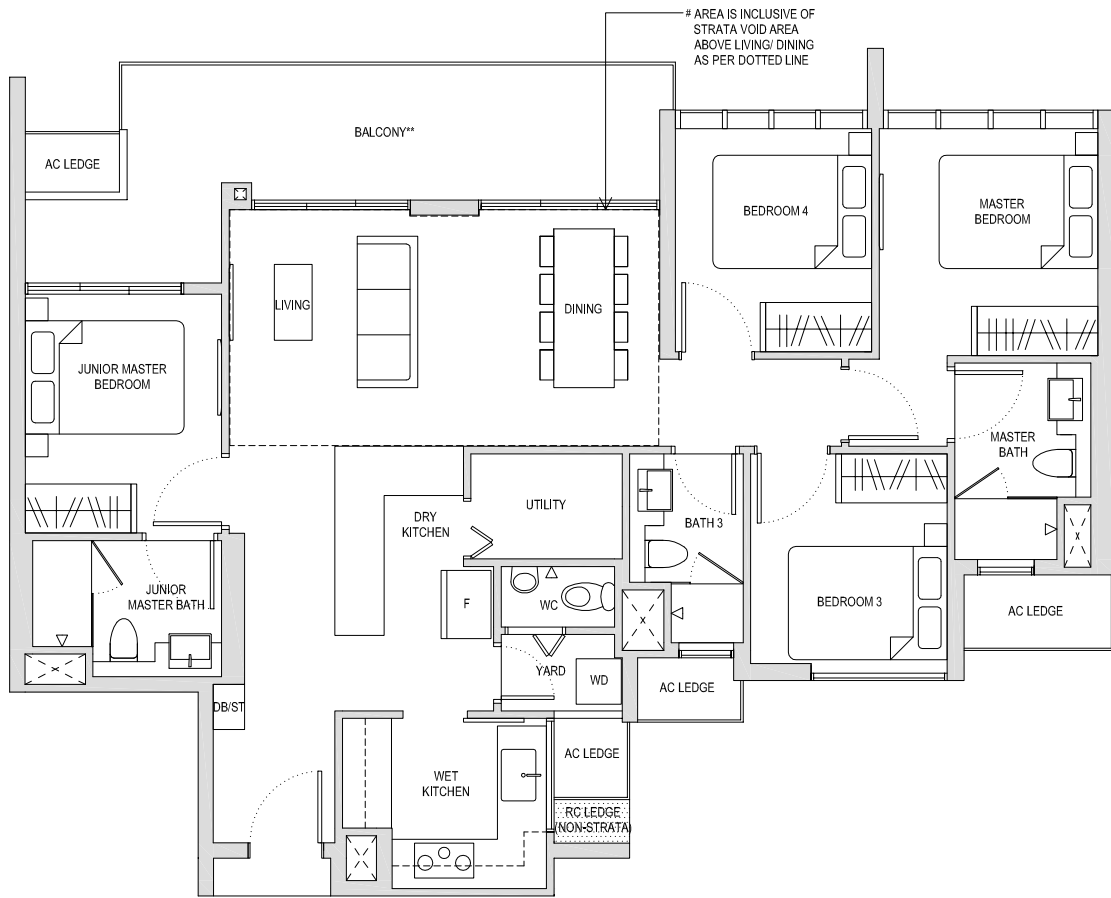 # AREA IS INCLUSIVE OF
STRATA VOID AREA
ABOVE LIVING/ DINING
AS PER DOTTED LINE
BALCONY**
AC LEDGE
BEDROOM 4
MASTER
BEDROOM
LIVING
DINING
JUNIOR MASTER
BEDROOM
MASTER
BATH
UTILITY
DRY
KITCHEN
BATH 3
JUNIOR
MASTER BATH
F
WC
BEDROOM 3
AC LEDGE
YARD
WD
AC LEDGE
DB/ST
AC LEDGE
WET
KITCHEN
RC LEDGE
(NON-STRATA)